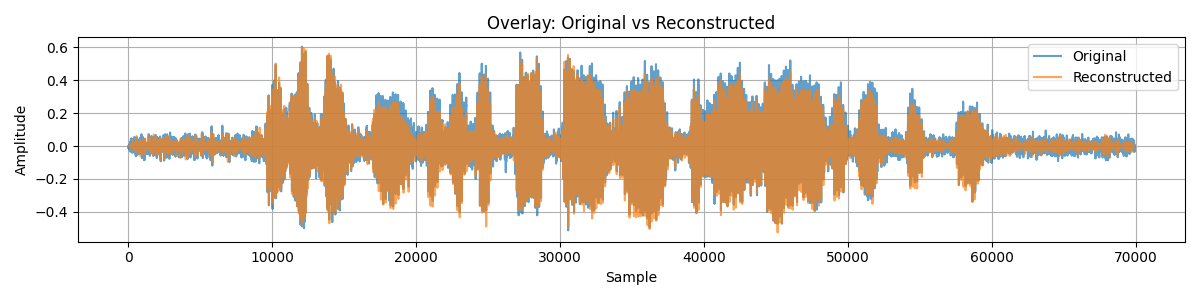 Overlay: Original vs Reconstructed
Original
Reconstructed
Amplitude
0.6
0.4
0.2
0.0
−0.2
−0.4
0 10000 20000 30000 40000 50000 60000 70000
Sample